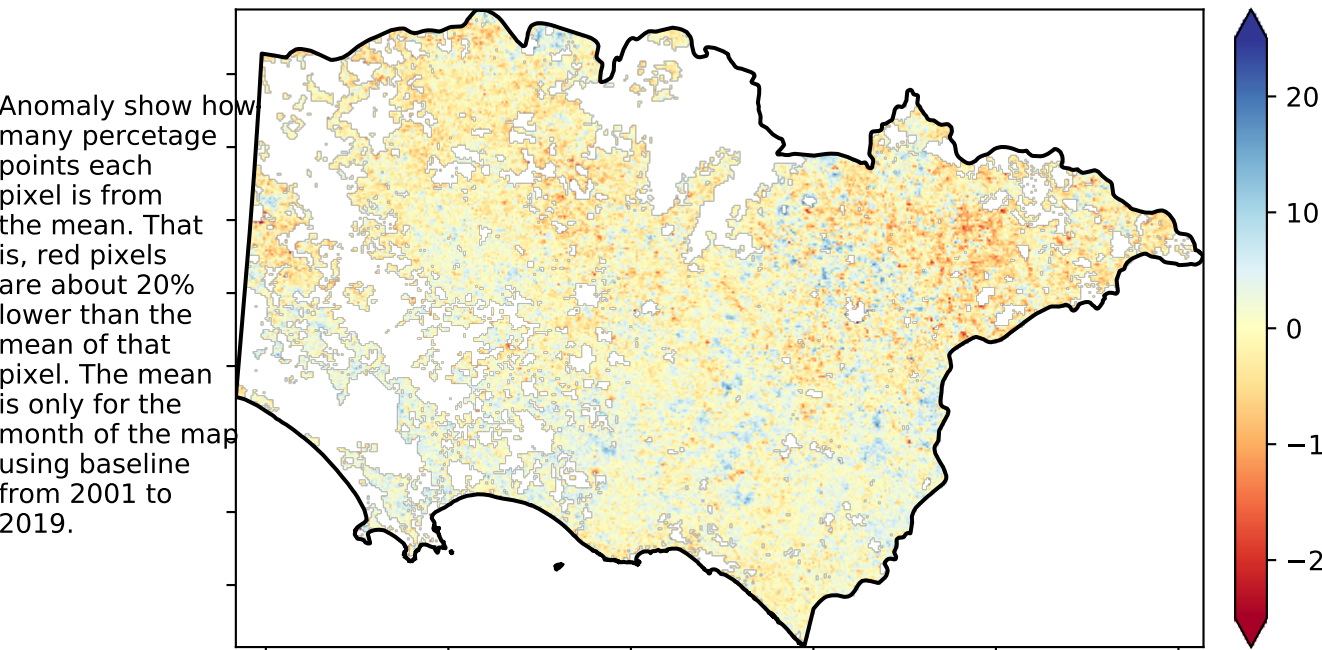 Anomaly show how
many percetage
points each
pixel is from
the mean. That
is, red pixels
are about 20%
lower than the
mean of that
pixel. The mean
is only for the
month of the map
using baseline
from 2001 to
2019.
20
10
0
−1
−2